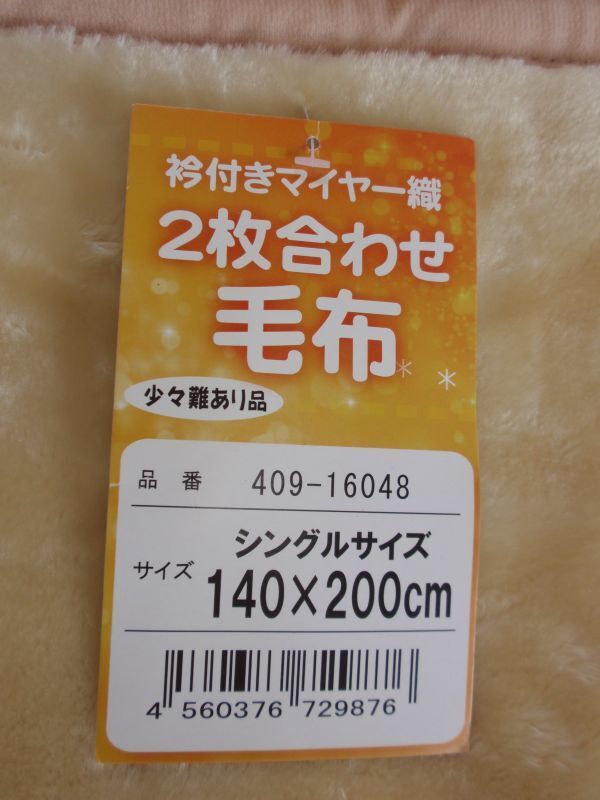 衿付きマイヤー織
2枚合わせ
毛布
少々難あり品
品 番 409-16048
サイズ シングルサイズ
140×200cm
4 560376 729876